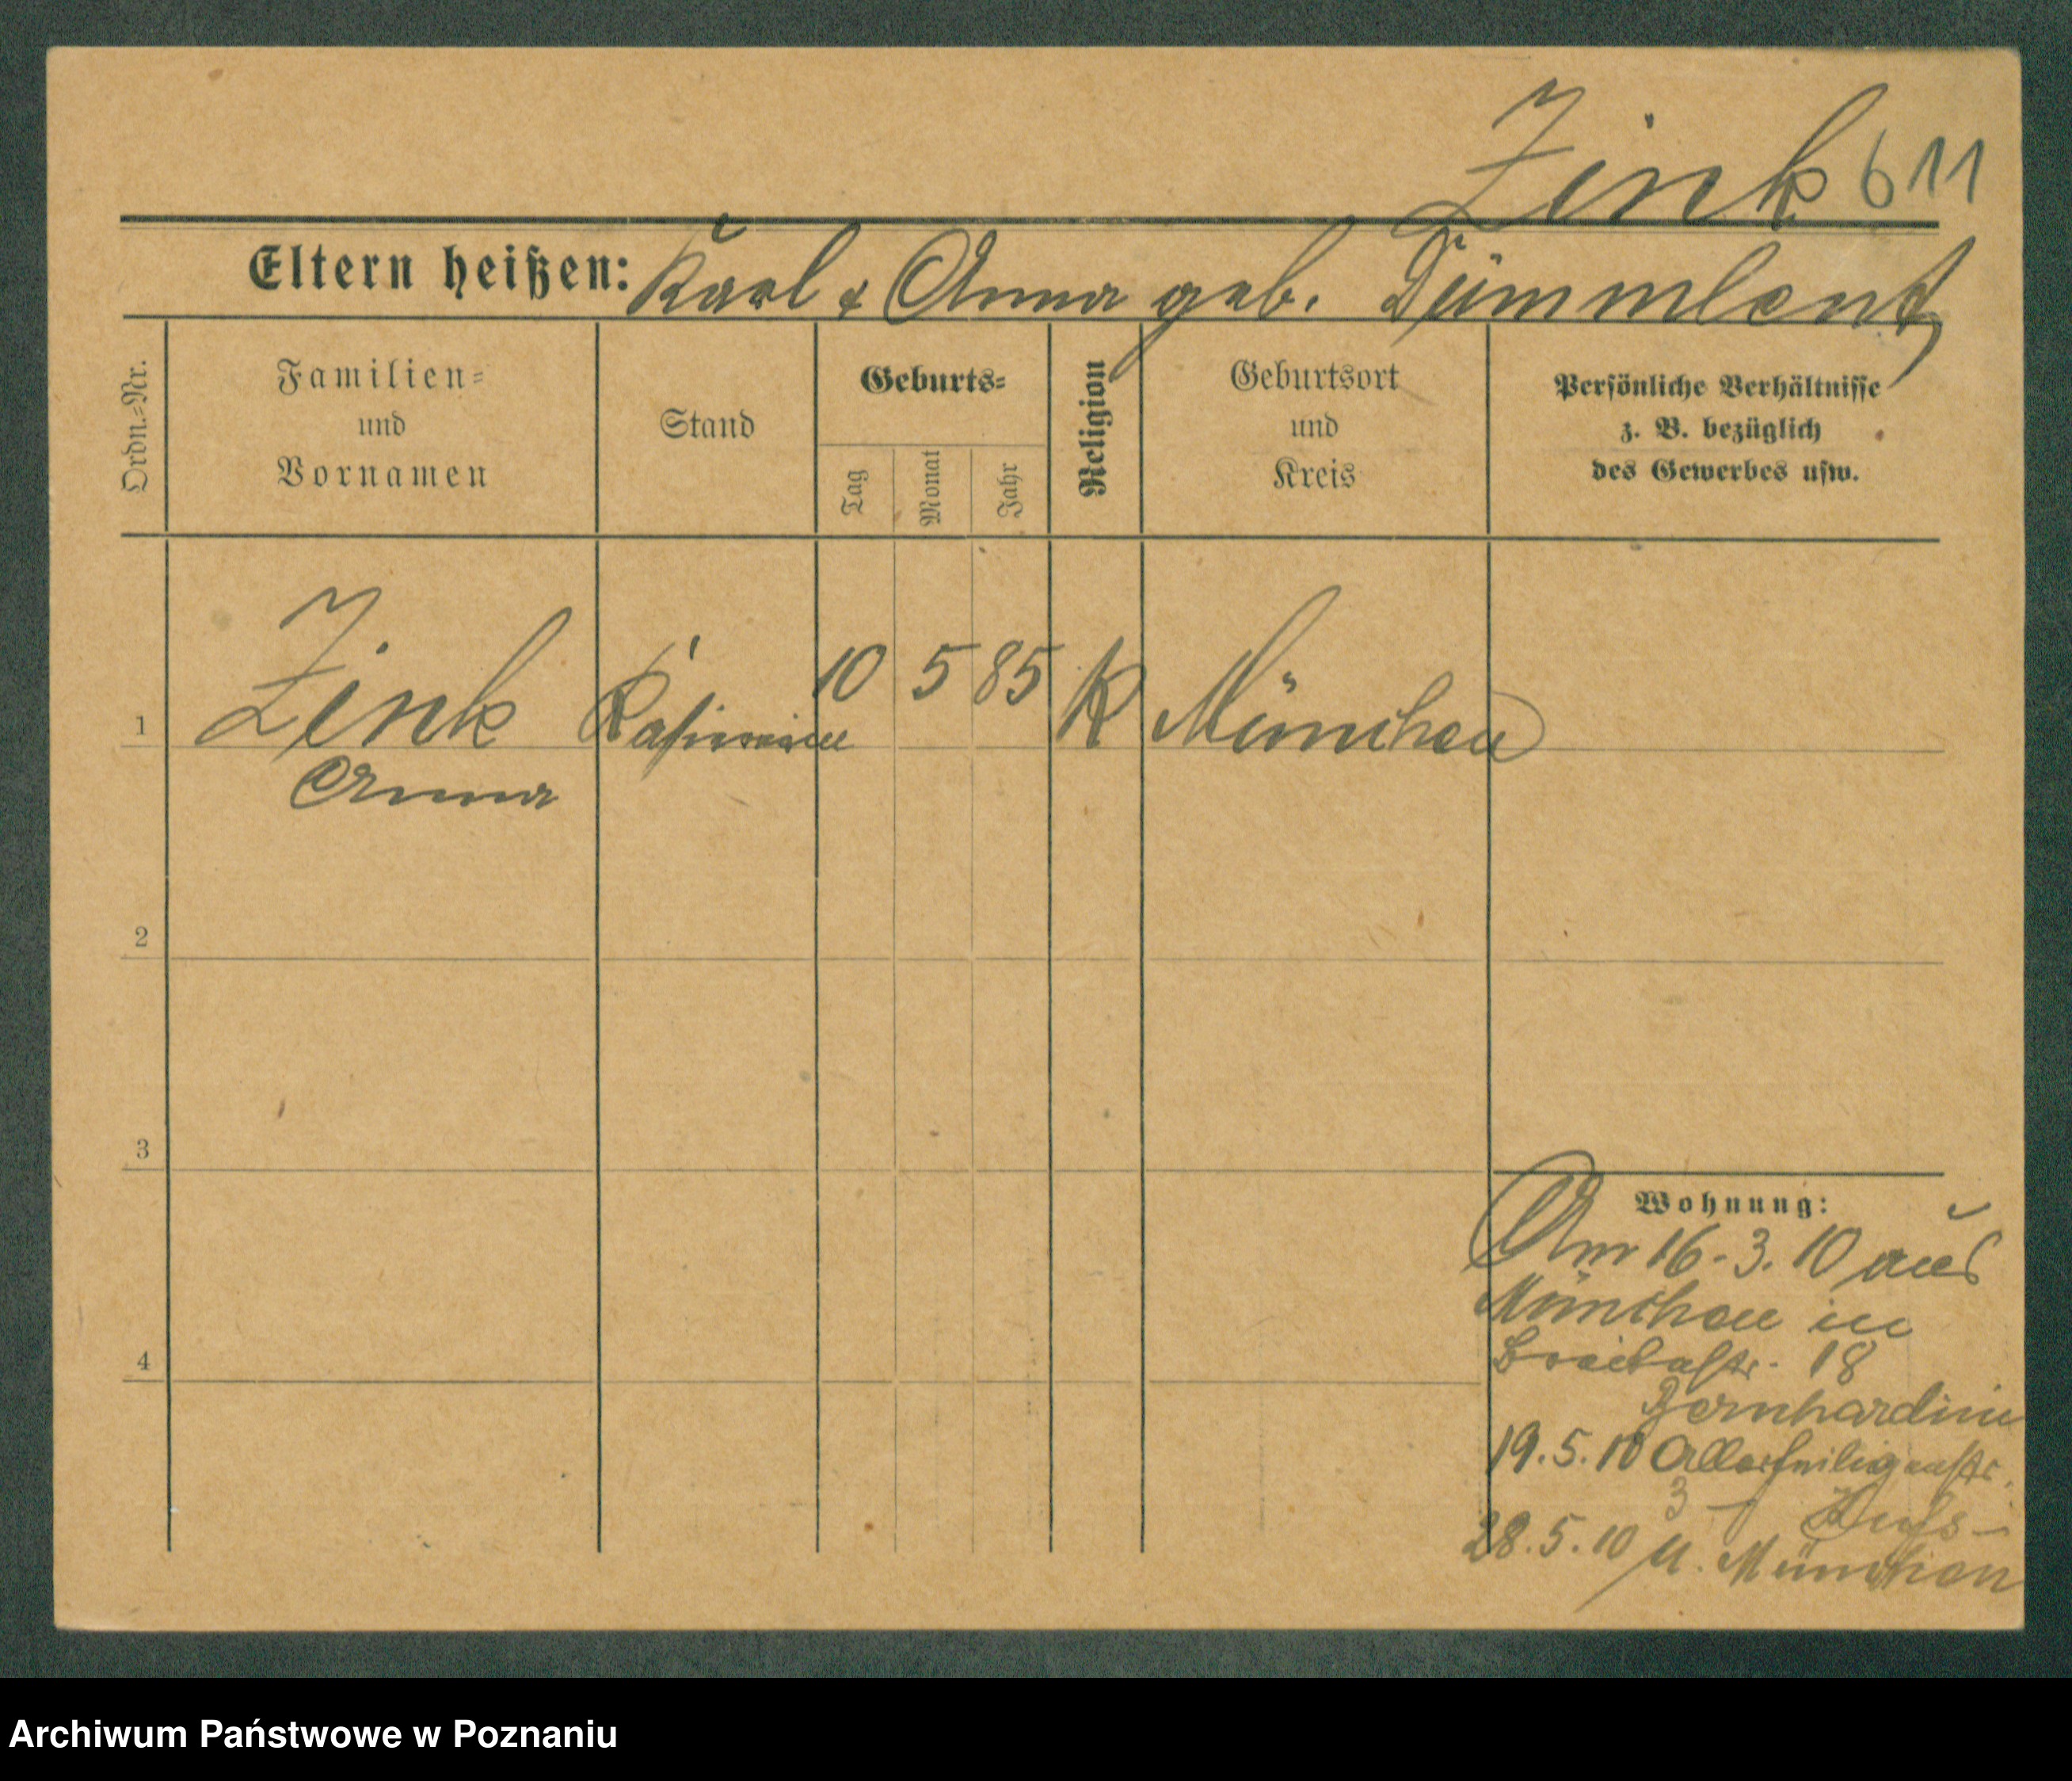 Zink 611
Eltern heißen: Karl & Anna geb. Dümmlent
Ordn.-Nr.
Familien-
und
Vornamen
Stand
Geburts-
Tag
Monat
Jahr
Religion
Geburtsort
und
Kreis
Persönliche Verhältnisse
z. B. bezüglich
des Gewerbes usw.
1 Zink 10 5 85 K München
Anna
2
3
4
Wohnung:
Am 16.3.10 aus
München in
Breitestr. 18
Bernhardin
19.5.10 Allerheiligenstr.
3 -
28.5.10 n. München
Archiwum Państwowe w Poznaniu